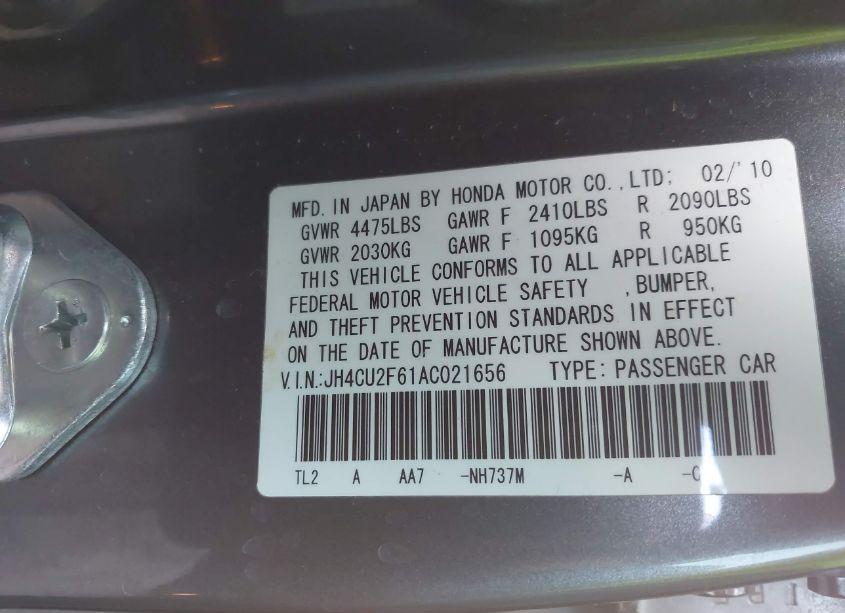 MFD. IN JAPAN BY HONDA MOTOR CO.,LTD; 02/'10
GVWR 4475LBS GAWR F 2410LBS R 2090LBS
GVWR 2030KG GAWR F 1095KG R 950KG
THIS VEHICLE CONFORMS TO ALL APPLICABLE
FEDERAL MOTOR VEHICLE SAFETY ,BUMPER,
AND THEFT PREVENTION STANDARDS IN EFFECT
ON THE DATE OF MANUFACTURE SHOWN ABOVE.
V.I.N.:JH4CU2F61AC021656 TYPE: PASSENGER CAR
TL2 A AA7 -NH737M -A -C